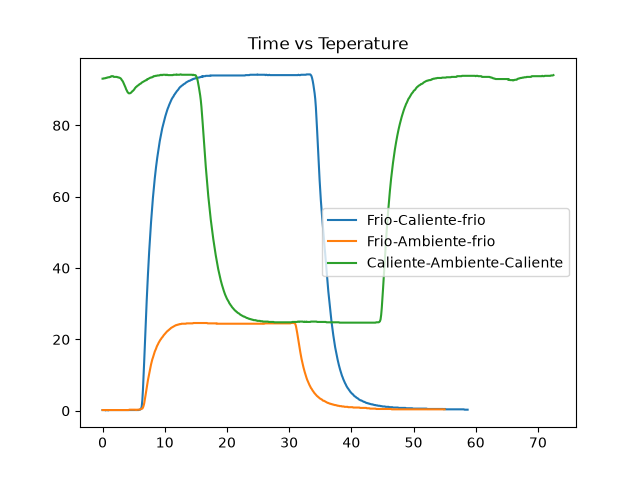 Time vs Teperature
80
60
40
20
0
Frio-Caliente-frio
Frio-Ambiente-frio
Caliente-Ambiente-Caliente
0 10 20 30 40 50 60 70